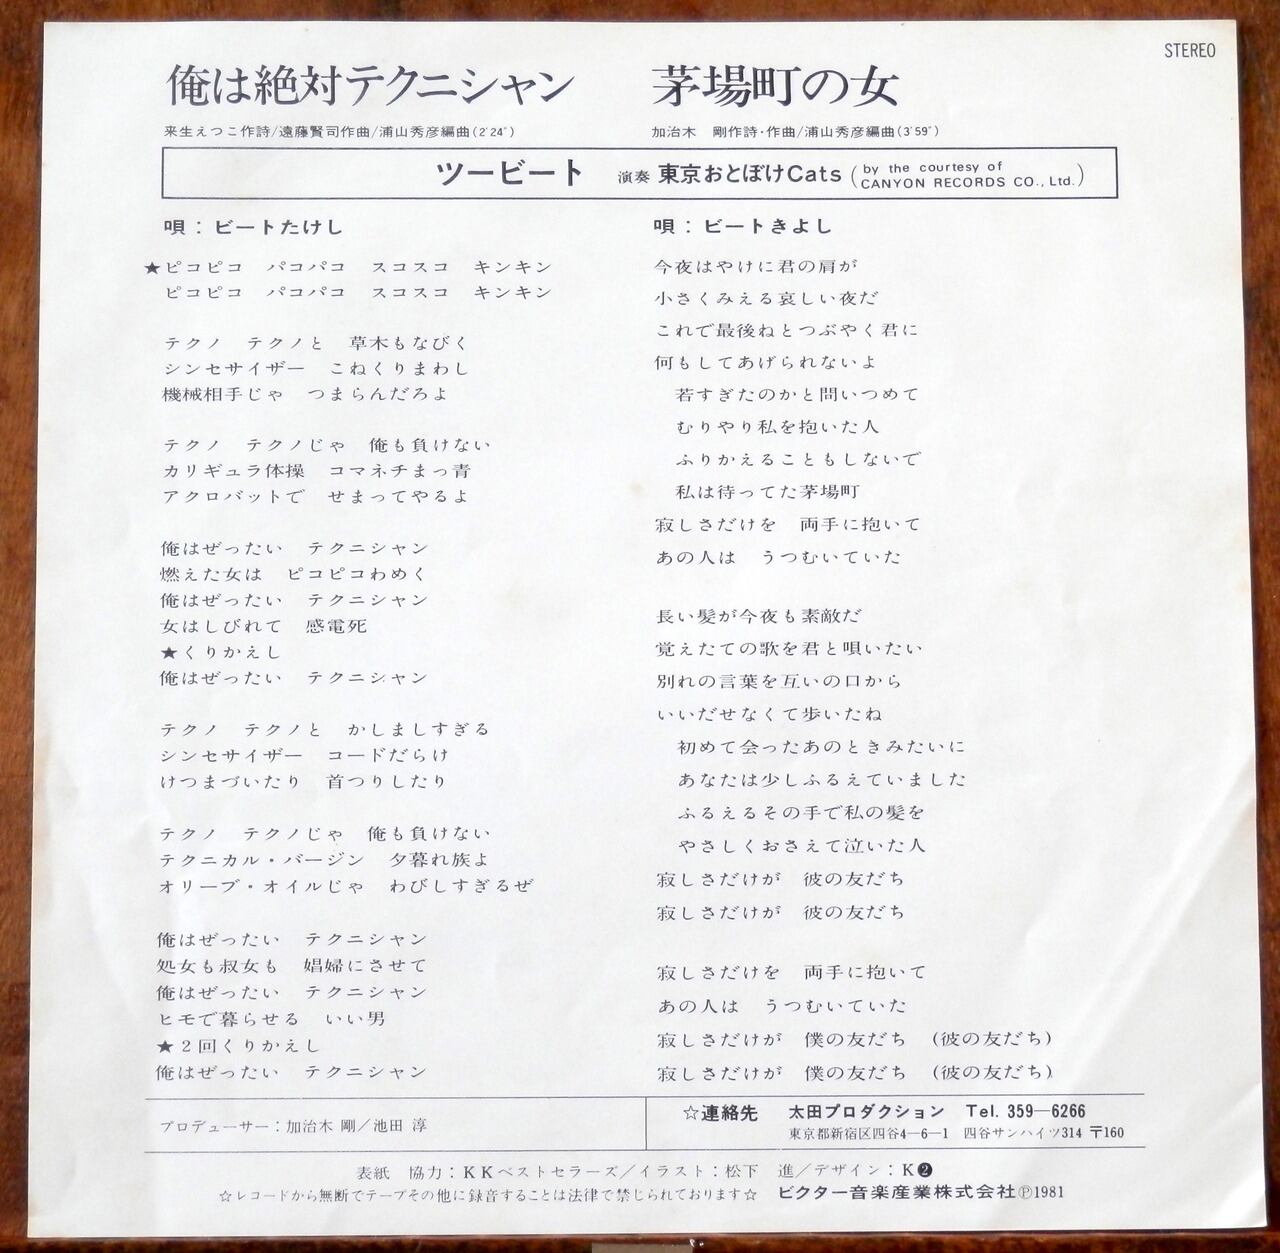 STEREO
俺は絶対テクニシャン
来生えつこ作詩/遠藤賢司作曲/浦山秀彦編曲(2'24")
茅場町の女
加治木 剛作詩・作曲/浦山秀彦編曲(3'59")
ツービート 演奏 東京おとぼけCats (by the courtesy of
CANYON RECORDS CO., Ltd.)
唄：ビートたけし
★ピコピコ パコパコ スコスコ キンキン
ピコピコ パコパコ スコスコ キンキン
テクノ テクノと 草木もなびく
シンセサイザー こねくりまわし
機械相手じゃ つまらんだろよ
テクノ テクノじゃ 俺も負けない
カリギュラ体操 コマネチまっ青
アクロバットで せまってやるよ
俺はぜったい テクニシャン
燃えた女は ピコピコわめく
俺はぜったい テクニシャン
女はしびれて 感電死
★くりかえし
俺はぜったい テクニシャン
テクノ テクノと かしましすぎる
シンセサイザー コードだらけ
けつまづいたり 首つりしたり
テクノ テクノじゃ 俺も負けない
テクニカル・バージン 夕暮れ族よ
オリーブ・オイルじゃ わびしすぎるぜ
俺はぜったい テクニシャン
処女も叔女も 娼婦にさせて
俺はぜったい テクニシャン
ヒモで暮らせる いい男
★2回くりかえし
俺はぜったい テクニシャン
唄：ビートきよし
今夜はやけに君の肩が
小さくみえる哀しい夜だ
これで最後ねとつぶやく君に
何もしてあげられないよ
若すぎたのかと問いつめて
むりやり私を抱いた人
ふりかえることもしないで
私は待ってた茅場町
寂しさだけを 両手に抱いて
あの人は うつむいていた
長い髪が今夜も素敵だ
覚えたての歌を君と唄いたい
別れの言葉を互いの口から
いいだせなくて歩いたね
初めて会ったあのときみたいに
あなたは少しふるえていました
ふるえるその手で私の髪を
やさしくおさえて泣いた人
寂しさだけが 彼の友だち
寂しさだけが 彼の友だち
寂しさだけを 両手に抱いて
あの人は うつむいていた
寂しさだけが 僕の友だち (彼の友だち)
寂しさだけが 僕の友だち (彼の友だち)
プロデューサー：加治木 剛／池田 淳
☆連絡先 太田プロダクション Tel. 359―6266
東京都新宿区四谷4―6―1 四谷サンハイツ314 〒160
表紙 協力：KKベストセラーズ／イラスト：松下 進／デザイン：K❷
☆レコードから無断でテープその他に録音することは法律で禁じられております☆ ビクター音楽産業株式会社Ⓟ1981